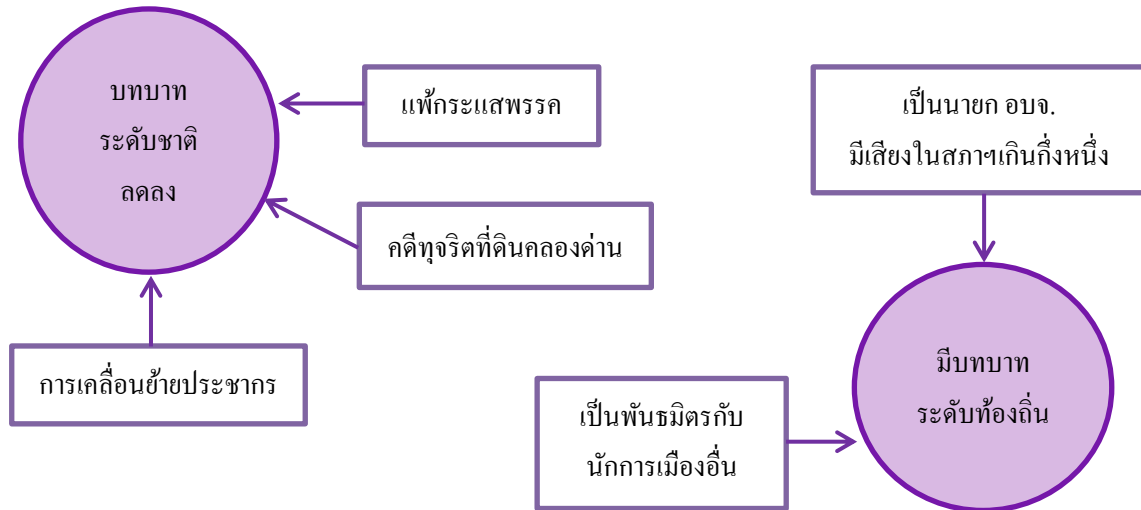 บทบาท
ระดับชาติ
ลดลง
แพ้กระแสพรรค
คดีทุจริตที่ดินคลองด่าน
การเคลื่อนย้ายประชากร
เป็นนายก อบจ.
มีเสียงในสภาฯเกินกึ่งหนึ่ง
เป็นพันธมิตรกับ
นักการเมืองอื่น
มีบทบาท
ระดับท้องถิ่น